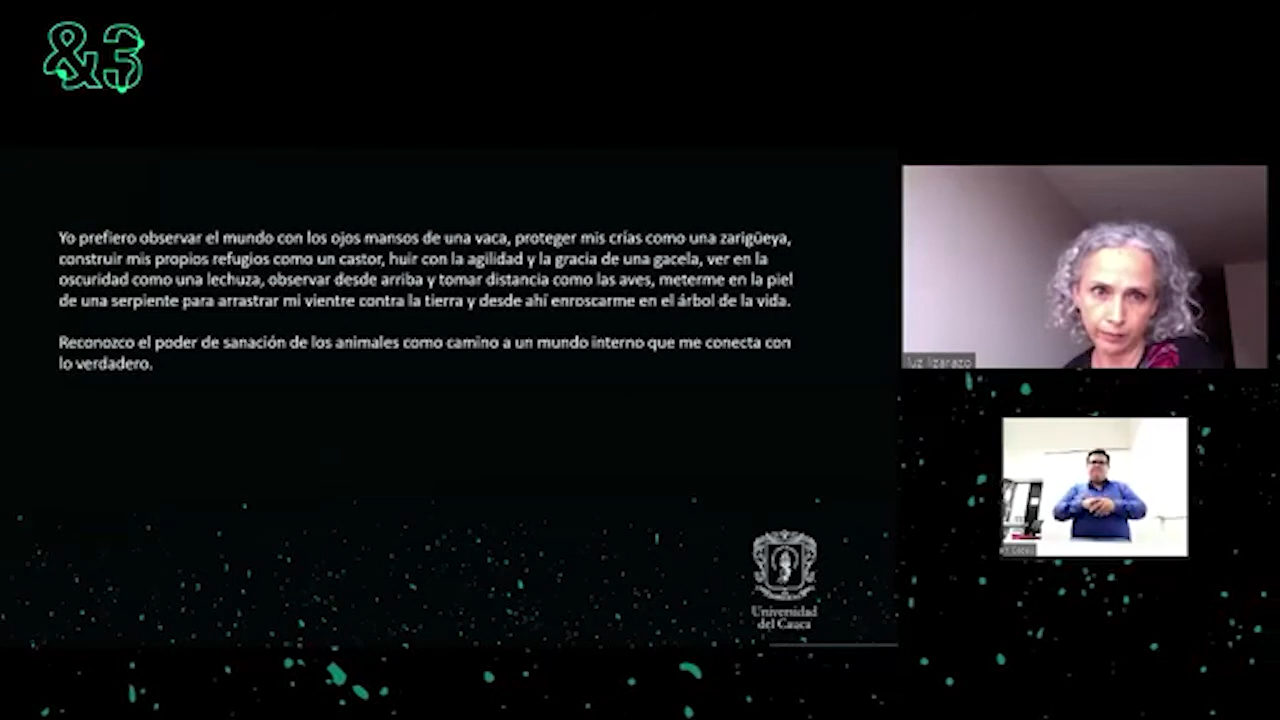 &3
Yo prefiero observar el mundo con los ojos mansos de una vaca, proteger mis crías como una zarigüeya,
construir mis propios refugios como un castor, huir con la agilidad y la gracia de una gacela, ver en la
oscuridad como una lechuza, observar desde arriba y tomar distancia como las aves, meterme en la piel
de una serpiente para arrastrar mi vientre contra la tierra y desde ahí enroscarme en el árbol de la vida.
Reconozco el poder de sanación de los animales como camino a un mundo interno que me conecta con
lo verdadero.
luz lizarazo
Universidad
del Cauca